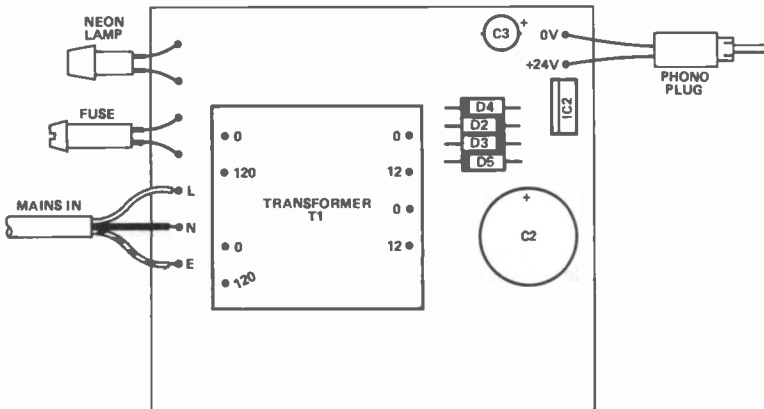 NEON
LAMP
FUSE
MAINS IN
L
N
E
0
120
0
120
TRANSFORMER
T1
0
12
0
12
C3
+
0V
+24V
PHONO
PLUG
D4
D2
D3
D5
IC2
+
C2